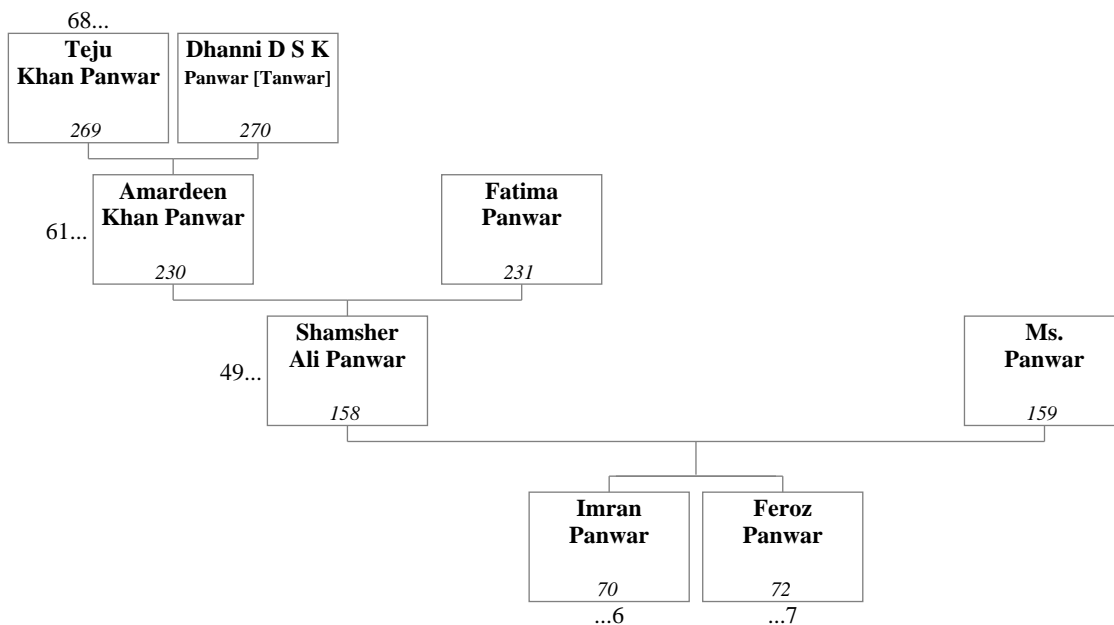 68...
Teju
Khan Panwar
269
Dhanni D S K
Panwar [Tanwar]
270
61...
Amardeen
Khan Panwar
230
Fatima
Panwar
231
49...
Shamsher
Ali Panwar
158
Ms.
Panwar
159
Imran
Panwar
70
...6
Feroz
Panwar
72
...7